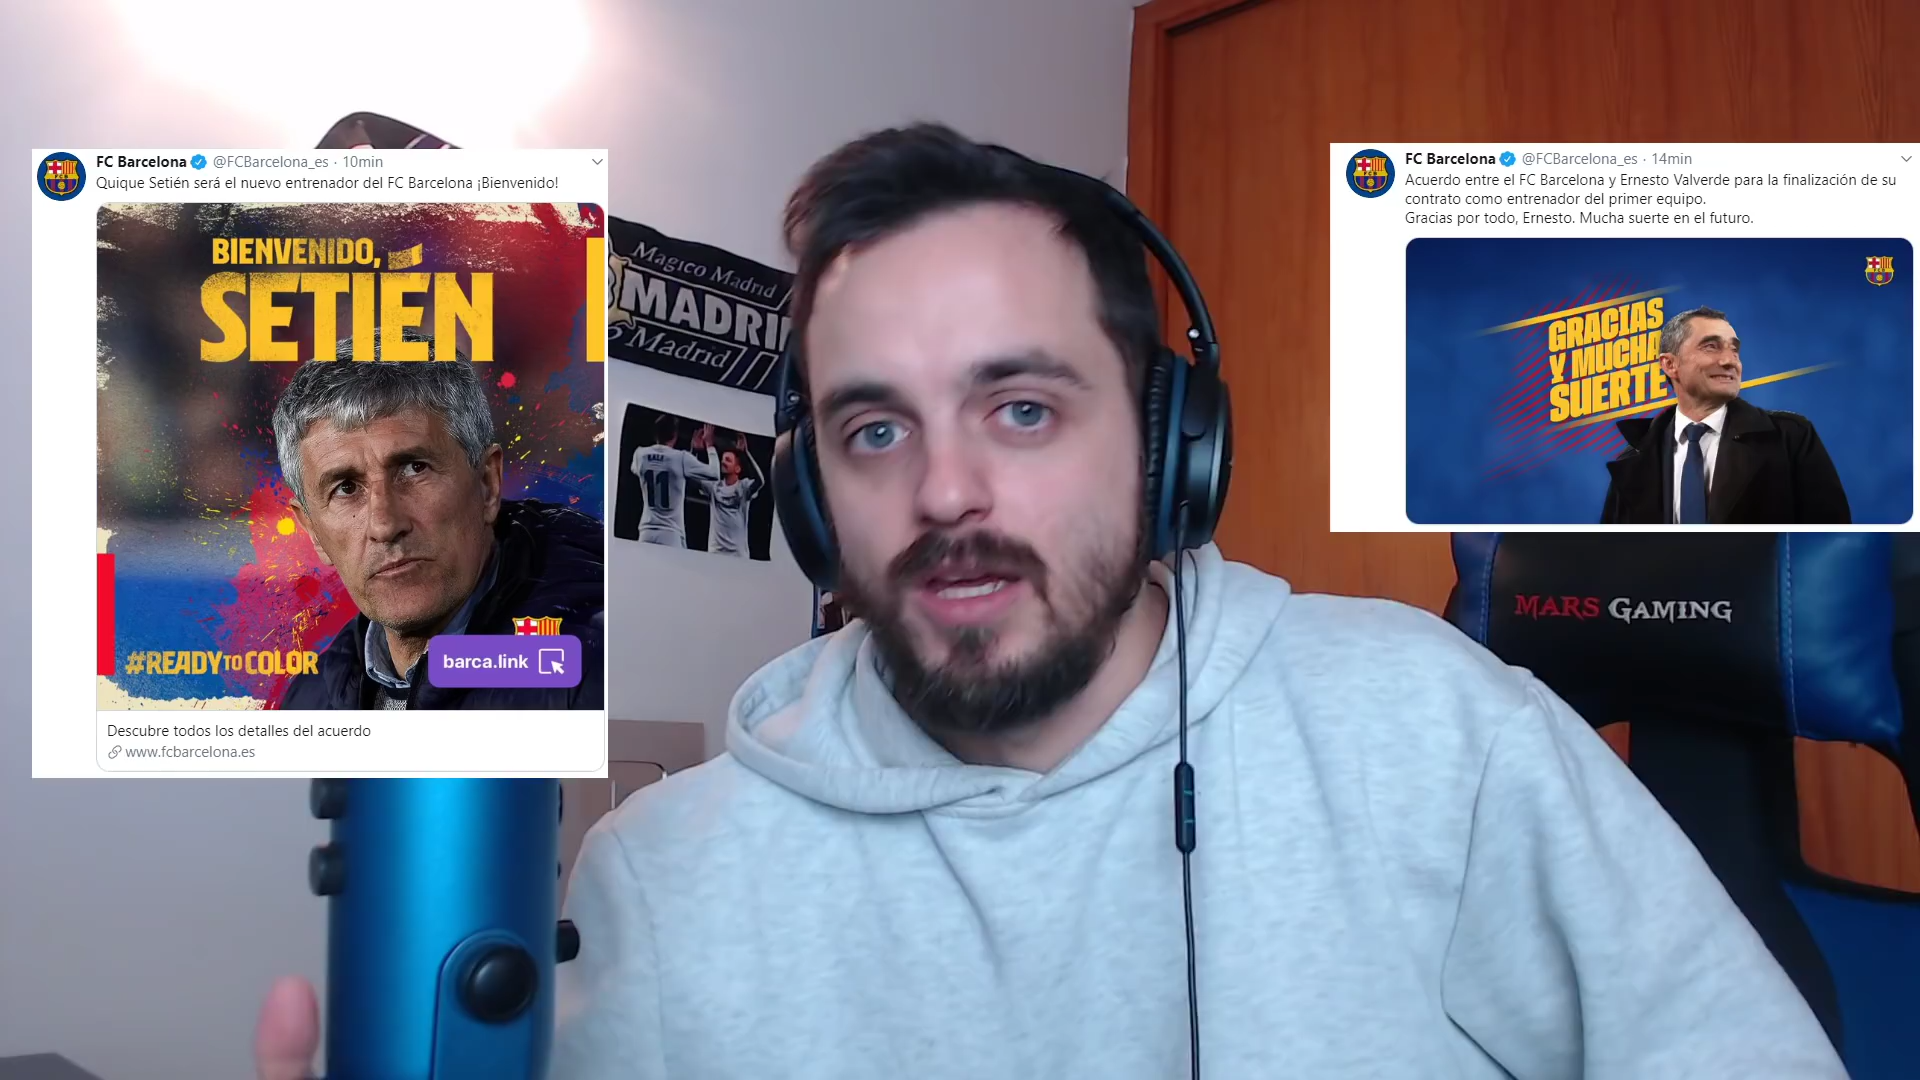 FC Barcelona @FCBarcelona_es · 10min
Quique Setién será el nuevo entrenador del FC Barcelona ¡Bienvenido!
BIENVENIDO,
SETIÉN
#READYTOCOLOR
barca.link
Descubre todos los detalles del acuerdo
www.fcbarcelona.es
Magico Madrid
MADRI
Madrid
11
FC Barcelona @FCBarcelona_es · 14min
Acuerdo entre el FC Barcelona y Ernesto Valverde para la finalización de su
contrato como entrenador del primer equipo.
Gracias por todo, Ernesto. Mucha suerte en el futuro.
GRACIAS
Y MUCHA
SUERTE
MARS GAMING